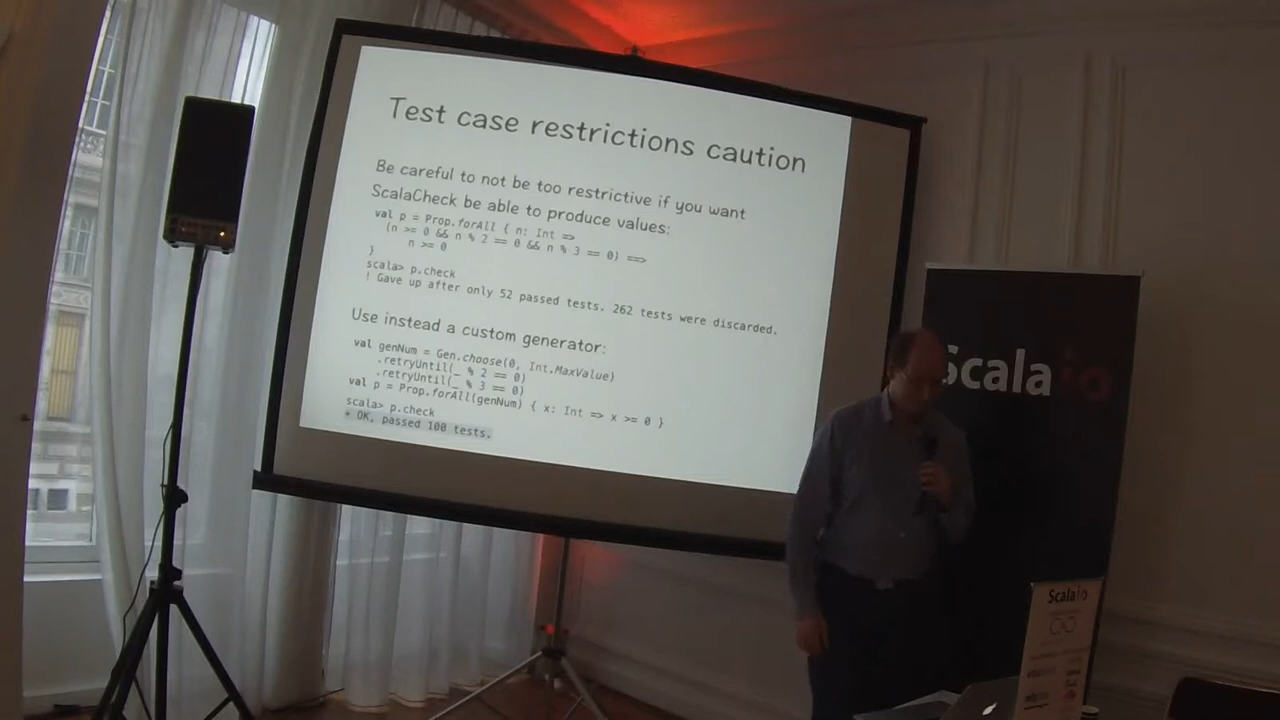 Test case restrictions caution
Be careful to not be too restrictive if you want
ScalaCheck be able to produce values:
val p = Prop.forAll { n: Int =>
(n >= 0 && n % 2 == 0 && n % 3 == 0) ==>
n >= 0
}
scala> p.check
! Gave up after only 52 passed tests. 262 tests were discarded.
Use instead a custom generator:
val genNum = Gen.choose(0, Int.MaxValue)
.retryUntil(_ % 2 == 0)
.retryUntil(_ % 3 == 0)
val p = Prop.forAll(genNum) { x: Int => x >= 0 }
scala> p.check
+ OK, passed 100 tests.
Scala io
Scala io